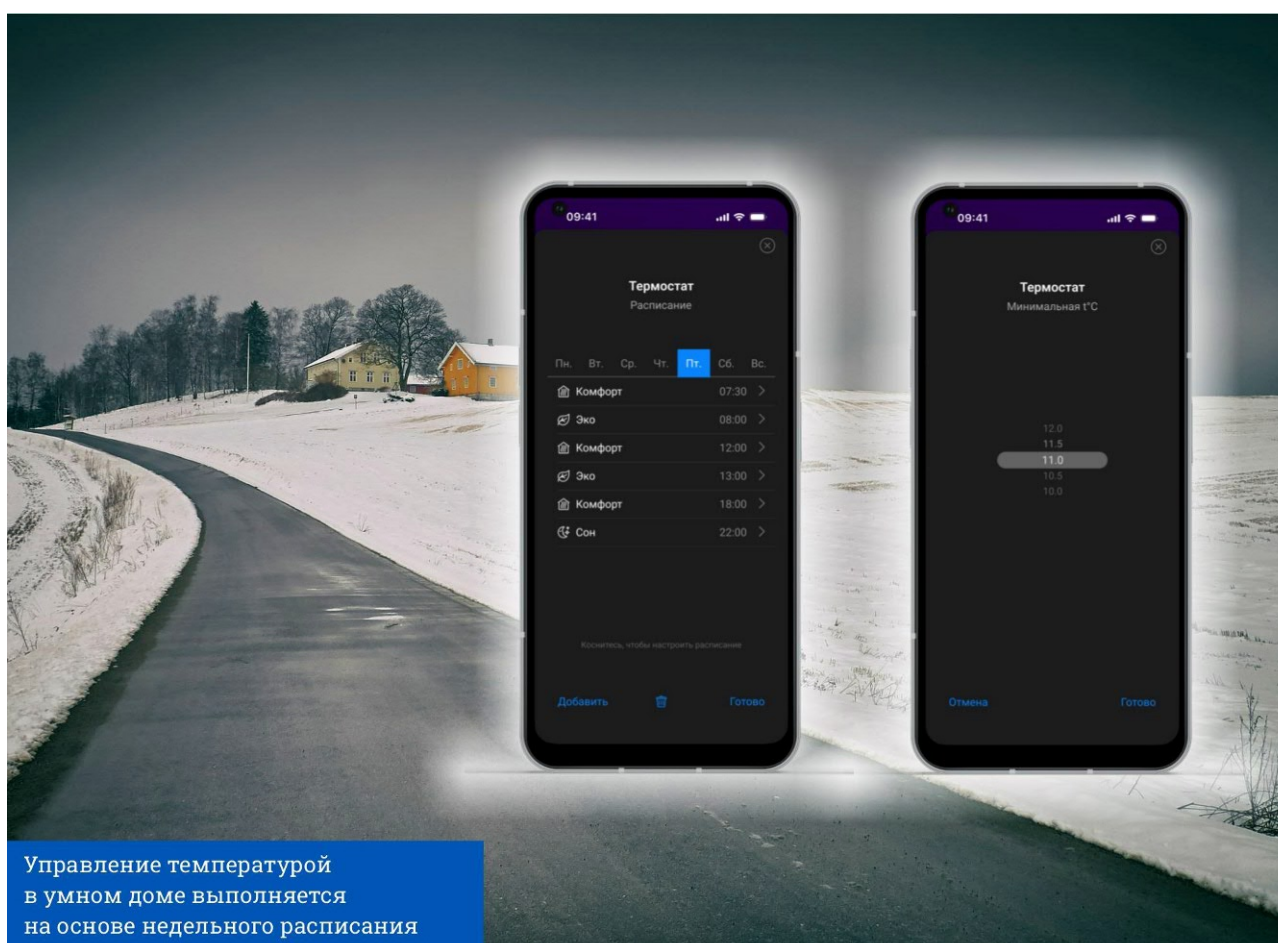 09:41
Термостат
Расписание
Пн. Вт. Ср. Чт. Пт. Сб. Вс.
Комфорт 07:30
Эко 08:00
Комфорт 12:00
Эко 13:00
Комфорт 18:00
Сон 22:00
Коснитесь, чтобы настроить расписание
Добавить Готово
09:41
Термостат
Минимальная t°C
12.0
11.5
11.0
10.5
10.0
Отмена Готово
Управление температурой
в умном доме выполняется
на основе недельного расписания